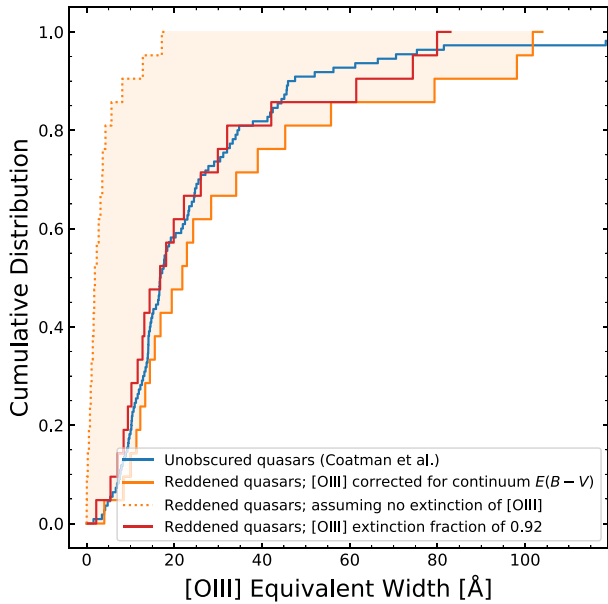 1.0
0.8
0.6
0.4
0.2
0.0
Cumulative Distribution
Unobscured quasars (Coatman et al.)
Reddened quasars; [OIII] corrected for continuum E(B − V)
Reddened quasars; assuming no extinction of [OIII]
Reddened quasars; [OIII] extinction fraction of 0.92
0 20 40 60 80 100
[OIII] Equivalent Width [Å]